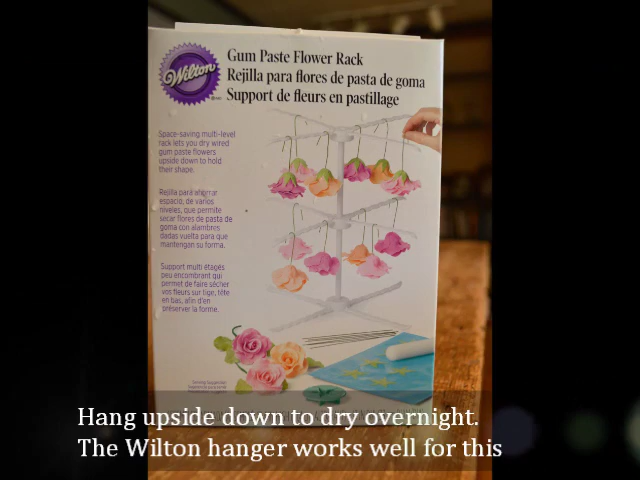 Wilton
Gum Paste Flower Rack
Rejilla para flores de pasta de goma
Support de fleurs en pastillage
Space-saving multi-level
rack lets you dry wired
gum paste flowers
upside down to hold
their shape.
Rejilla para ahorrar
espacio, de varios
niveles, que permite
secar flores de pasta de
goma con alambres
dadas vuelta para que
mantengan su forma.
Support multi étages
peu encombrant qui
permet de faire sécher
vos fleurs sur tige, tête
en bas, afin d'en
préserver la forme.
Hang upside down to dry overnight.
The Wilton hanger works well for this